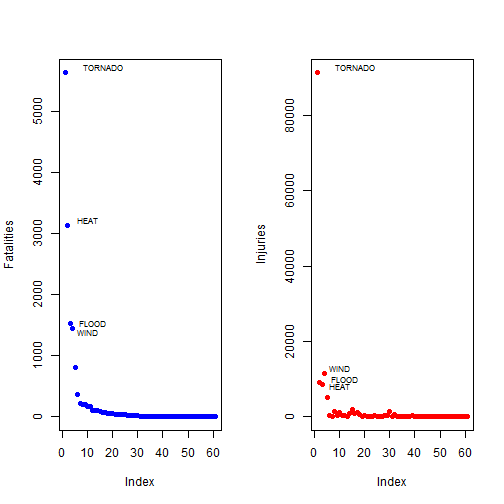 TORNADO
HEAT
FLOOD
WIND
Fatalities
0
1000
2000
3000
4000
5000
0 10 20 30 40 50 60
Index
TORNADO
WIND
FLOOD
HEAT
Injuries
0
20000
40000
60000
80000
0 10 20 30 40 50 60
Index